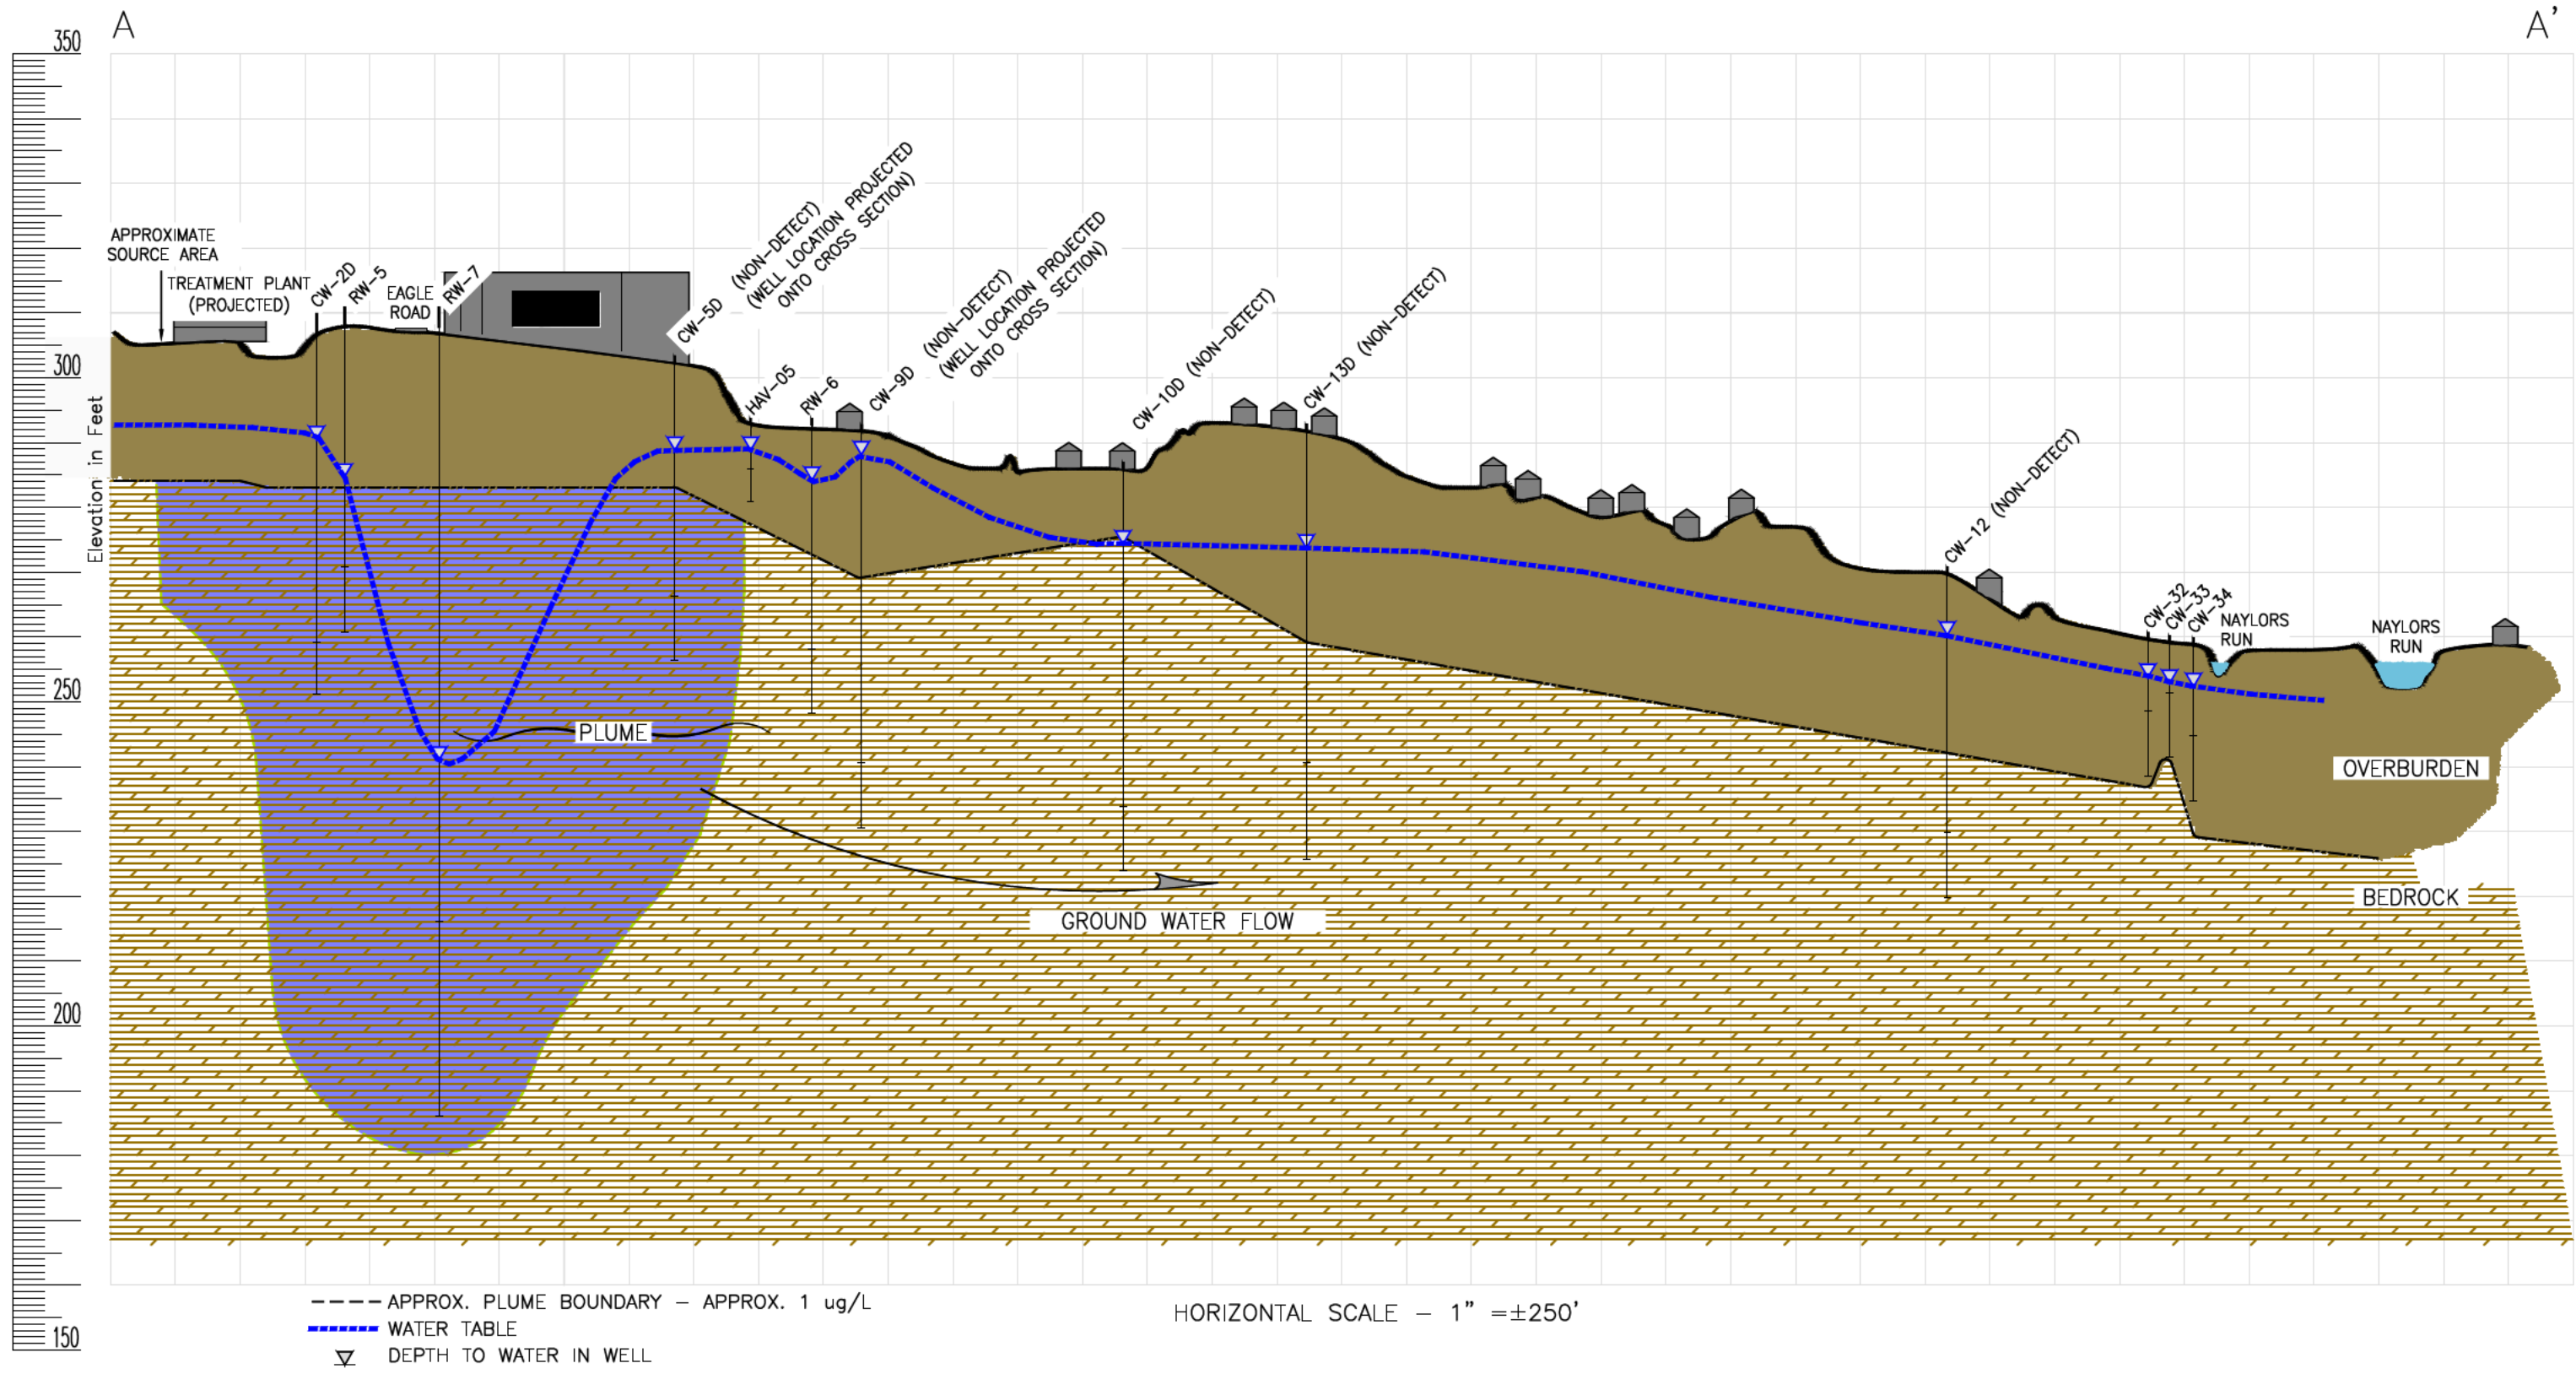 A
A'
350
300
250
200
150
Elevation in Feet
APPROXIMATE
SOURCE AREA
TREATMENT PLANT
(PROJECTED)
CW-2D
RW-5
EAGLE
ROAD
RW-7
CW-5D (NON-DETECT)
(WELL LOCATION PROJECTED
ONTO CROSS SECTION)
HAV-05
RW-6
CW-9D (NON-DETECT)
(WELL LOCATION PROJECTED
ONTO CROSS SECTION)
CW-10D (NON-DETECT)
CW-13D (NON-DETECT)
CW-12 (NON-DETECT)
CW-32
CW-33
CW-34
NAYLORS
RUN
NAYLORS
RUN
PLUME
OVERBURDEN
BEDROCK
GROUND WATER FLOW
APPROX. PLUME BOUNDARY - APPROX. 1 ug/L
WATER TABLE
DEPTH TO WATER IN WELL
HORIZONTAL SCALE - 1" =±250'